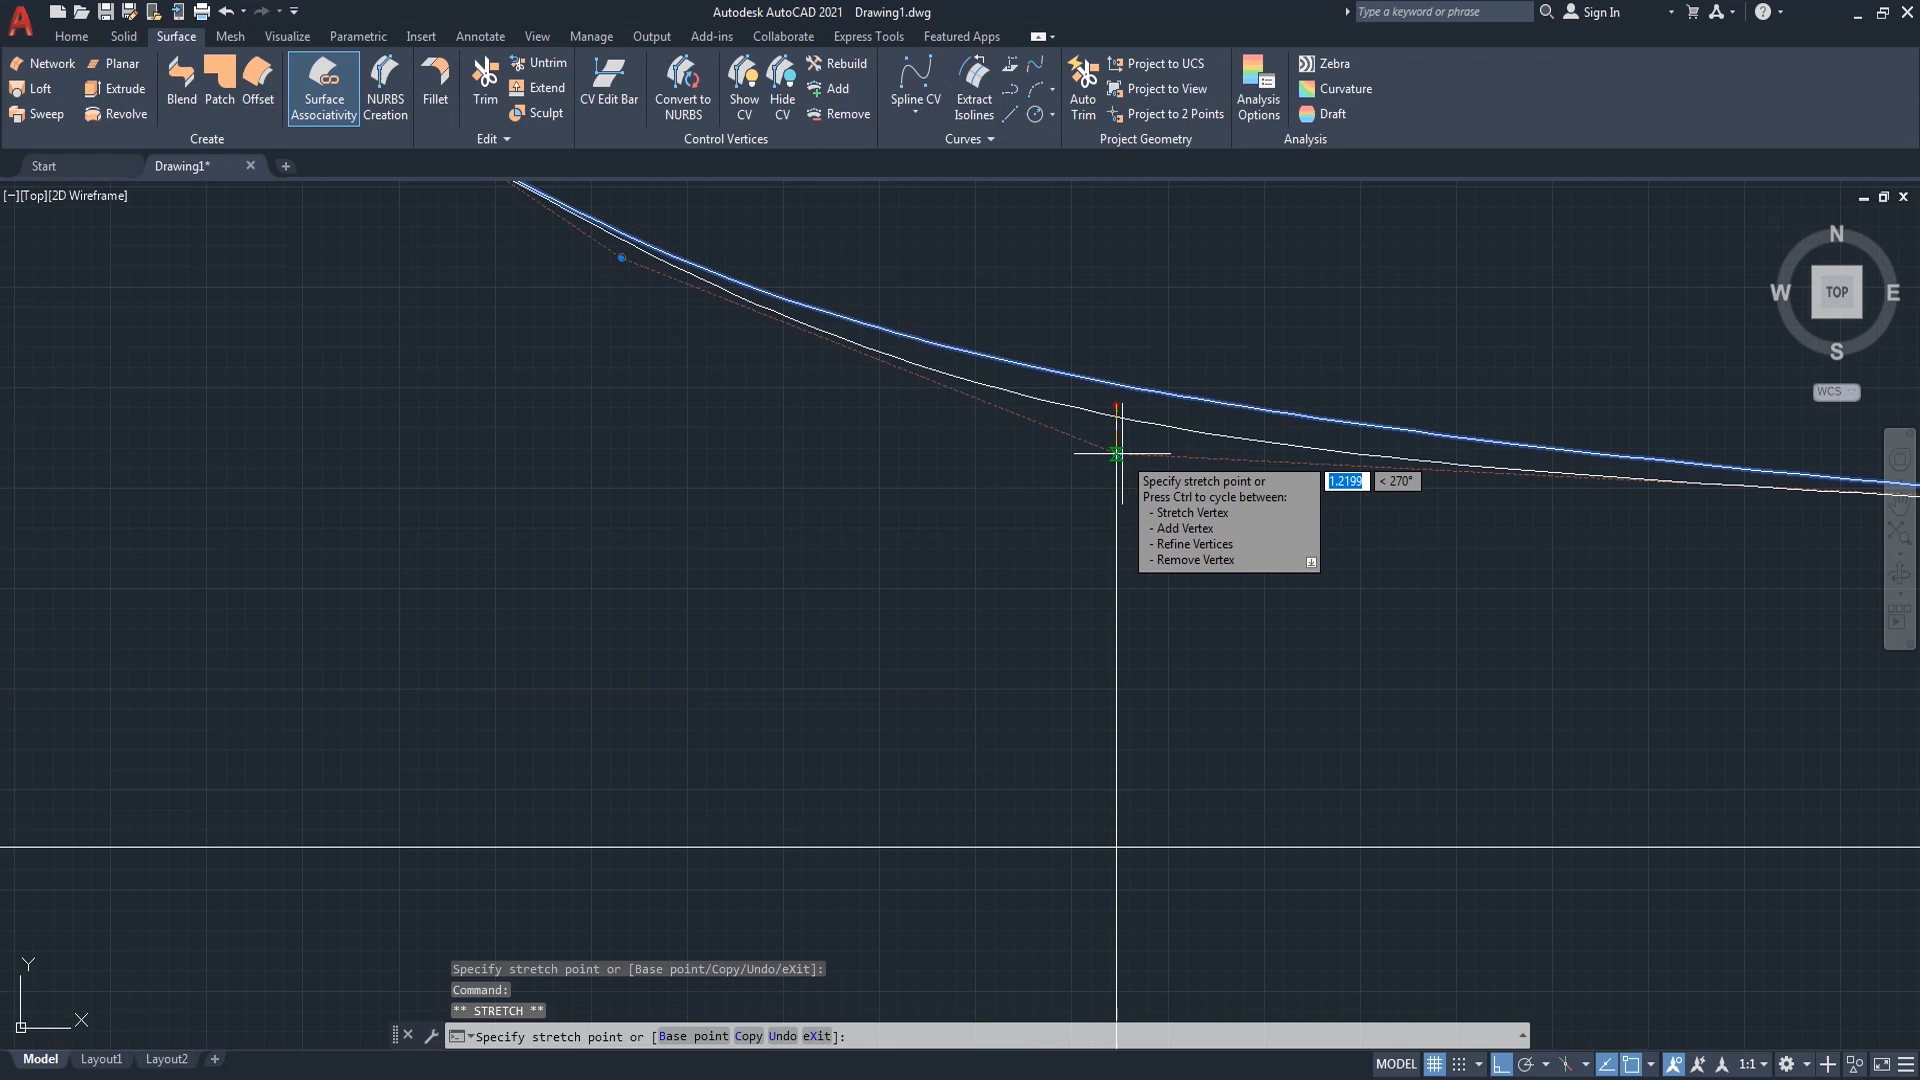 Autodesk AutoCAD 2021 Drawing1.dwg
Type a keyword or phrase
Sign In
Home Solid Surface Mesh Visualize Parametric Insert Annotate View Manage Output Add-ins Collaborate Express Tools Featured Apps
Network
Planar
Loft
Extrude
Sweep
Revolve
Create
Blend
Patch
Offset
Surface
Associativity
NURBS
Creation
Fillet
Trim
Untrim
Extend
Sculpt
Edit
CV Edit Bar
Convert to
NURBS
Show
CV
Hide
CV
Rebuild
Add
Remove
Control Vertices
Spline CV
Extract
Isolines
Curves
Auto
Trim
Project to UCS
Project to View
Project to 2 Points
Project Geometry
Analysis
Options
Zebra
Curvature
Draft
Analysis
Start
Drawing1*
[−][Top][2D Wireframe]
N
W TOP E
S
WCS
Specify stretch point or
Press Ctrl to cycle between:
- Stretch Vertex
- Add Vertex
- Refine Vertices
- Remove Vertex
1.2199
< 270°
Y
X
Specify stretch point or [Base point/Copy/Undo/eXit]:
Command:
** STRETCH **
Specify stretch point or [Base point Copy Undo eXit]:
Model Layout1 Layout2
MODEL
1:1